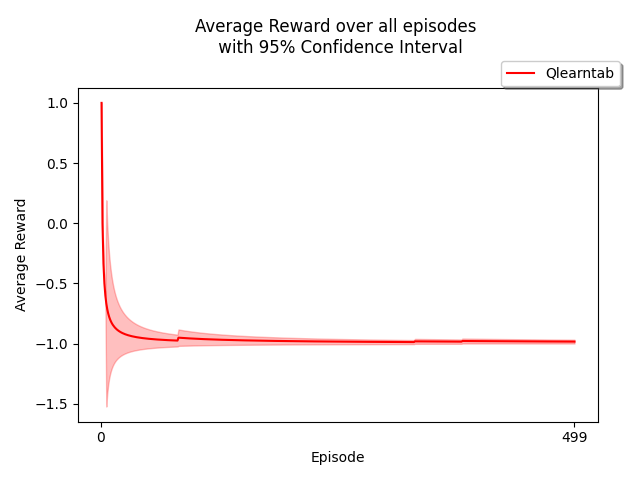 Average Reward over all episodes
with 95% Confidence Interval
Qlearntab
1.0
0.5
0.0
−0.5
−1.0
−1.5
Average Reward
0
499
Episode